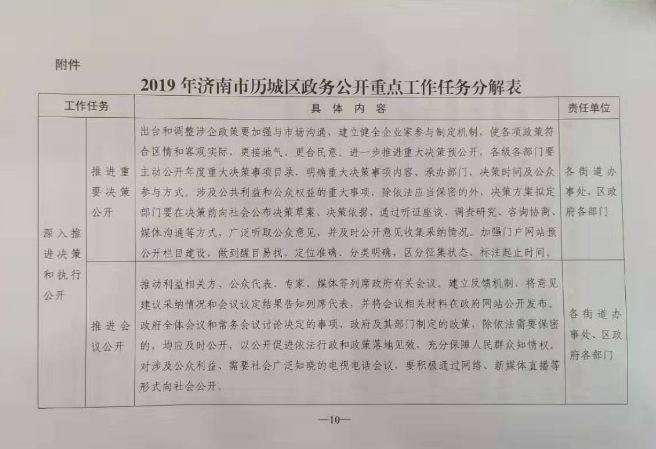 附件
2019 年济南市历城区政务公开重点工作任务分解表
工作任务
具 体 内 容
责任单位
深入推
进决策
和执行
公开
推进重
要决策
公开
出台和调整涉企政策要加强与市场沟通、建立健全企业家参与制定机制，使各项政策符
合区情和客观实际、更接地气、更合民意。进一步推进重大决策预公开，各级各部门要
主动公开年度重大决策事项目录，明确重大决策事项内容、承办部门、决策时间及公众
参与方式。涉及公共利益和公众权益的重大事项，除依法应当保密的外，决策方案拟定
部门要在决策前向社会公布决策草案、决策依据，通过听证座谈、调查研究、咨询协商、
媒体沟通等方式，广泛听取公众意见，并及时公开意见收集采纳情况。加强门户网站预
公开栏目建设，做到醒目易找、定位准确、分类明确，区分征集状态、标注起止时间。
各街道办
事处、区政
府各部门
推进会
议公开
推动利益相关方、公众代表、专家、媒体等列席政府有关会议。建立反馈机制，将意见
建议采纳情况和会议议定结果告知列席代表，并将会议相关材料在政府网站公开发布。
政府全体会议和常务会议讨论决定的事项、政府及其部门制定的政策，除依法需要保密
的，均应及时公开，以公开促进依法行政和政策落地见效，充分保障人民群众知情权。
对涉及公众利益、需要社会广泛知晓的电视电话会议，要积极通过网络、新媒体直播等
形式向社会公开。
各街道办
事处、区政
府各部门
—10—